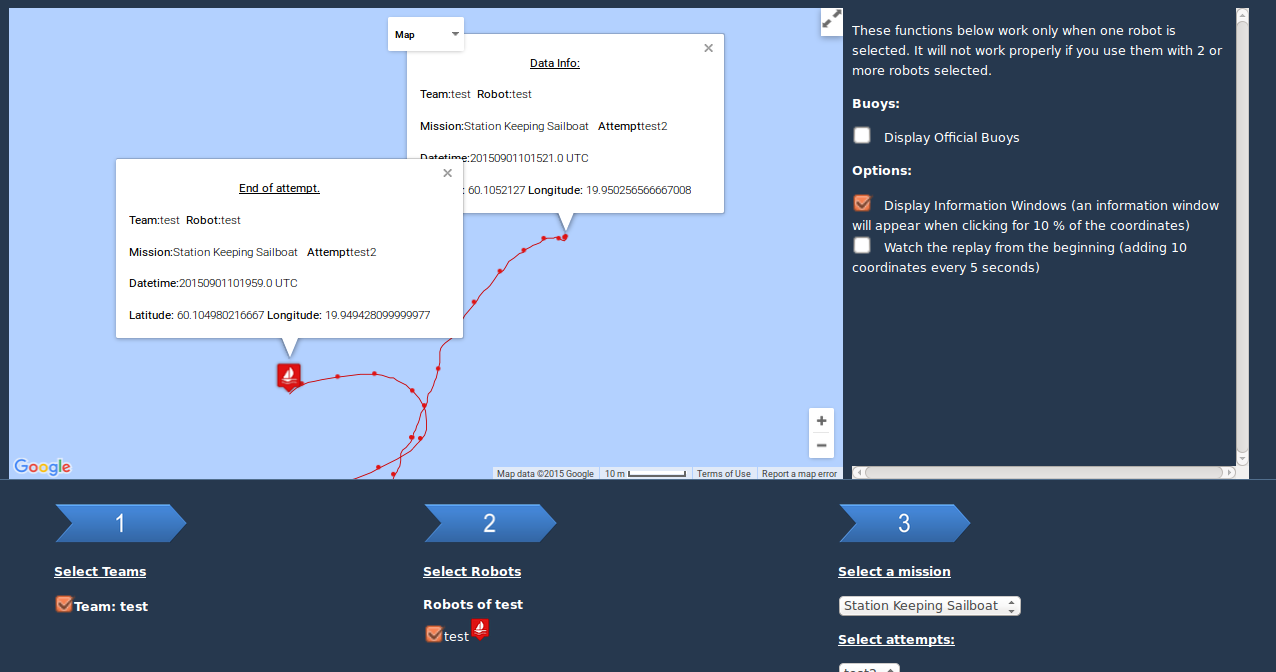 Map
Data Info:
Team:test Robot:test
Mission:Station Keeping Sailboat Attempttest2
Datetime:20150901101521.0 UTC
: 60.1052127 Longitude: 19.950256566667008
End of attempt.
Team:test Robot:test
Mission:Station Keeping Sailboat Attempttest2
Datetime:20150901101959.0 UTC
Latitude: 60.104980216667 Longitude: 19.949428099999977
Google
Map data ©2015 Google
10 m
Terms of Use
Report a map error
These functions below work only when one robot is
selected. It will not work properly if you use them with 2 or
more robots selected.
Buoys:
Display Official Buoys
Options:
Display Information Windows (an information window
will appear when clicking for 10 % of the coordinates)
Watch the replay from the beginning (adding 10
coordinates every 5 seconds)
1
Select Teams
Team: test
2
Select Robots
Robots of test
test
3
Select a mission
Station Keeping Sailboat
Select attempts:
test2